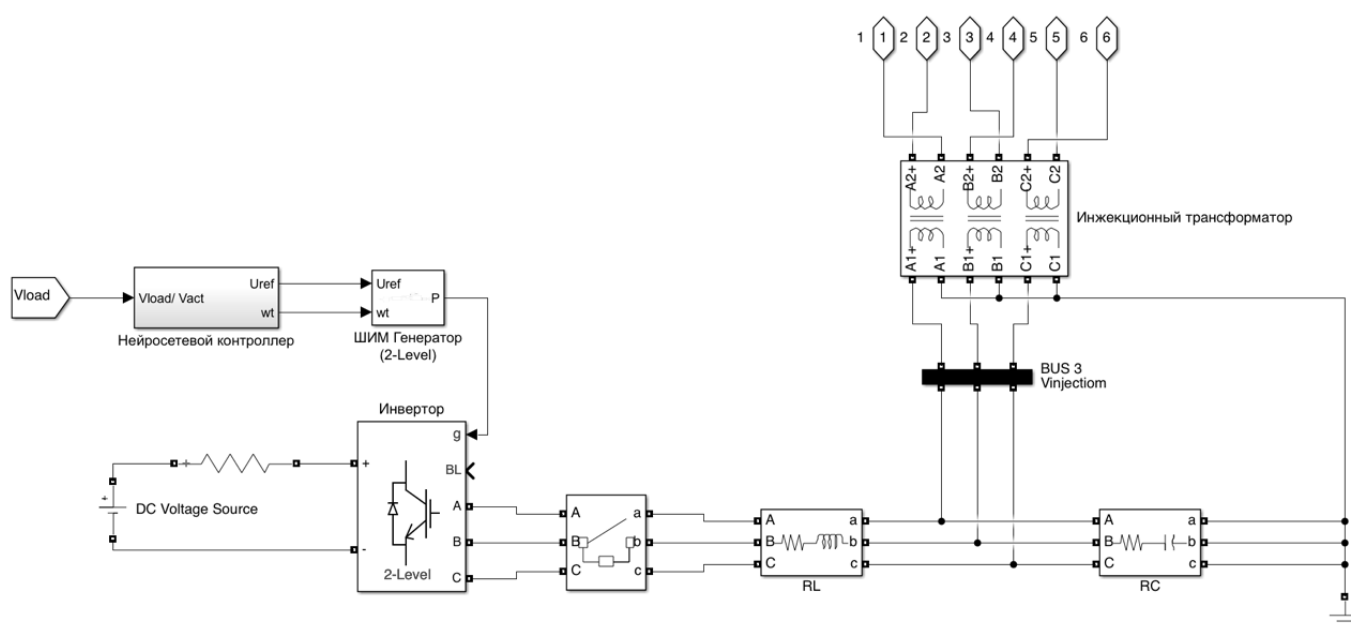 1 1 2 2 3 3 4 4 5 5 6 6
A2+ A2 B2+ B2 C2+ C2
Инжекционный трансформатор
A1+ A1 B1+ B1 C1+ C1
Vload
Vload/ Vact
Uref
wt
Нейросетевой контроллер
Uref
wt
P
ШИМ Генератор
(2-Level)
BUS 3
Vinjectiom
Инвертор
g
BL
+
-
A
B
C
2-Level
+
+
DC Voltage Source
A a
B b
C c
A a
B b
C c
RL
A a
B b
C c
RC